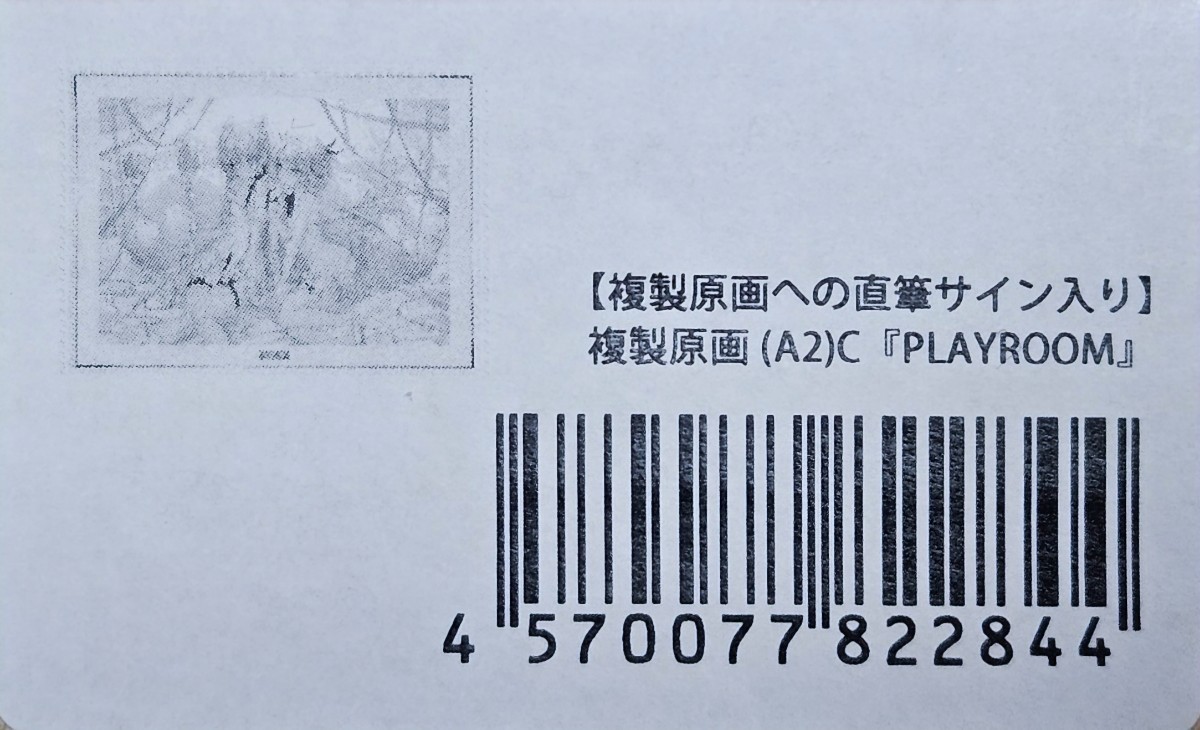 【複製原画への直筆サイン入り】
複製原画 (A2)C『PLAYROOM』
4 570077 822844